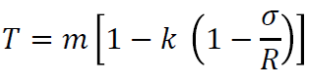 T = m[1 − k (1 − σ/R)]